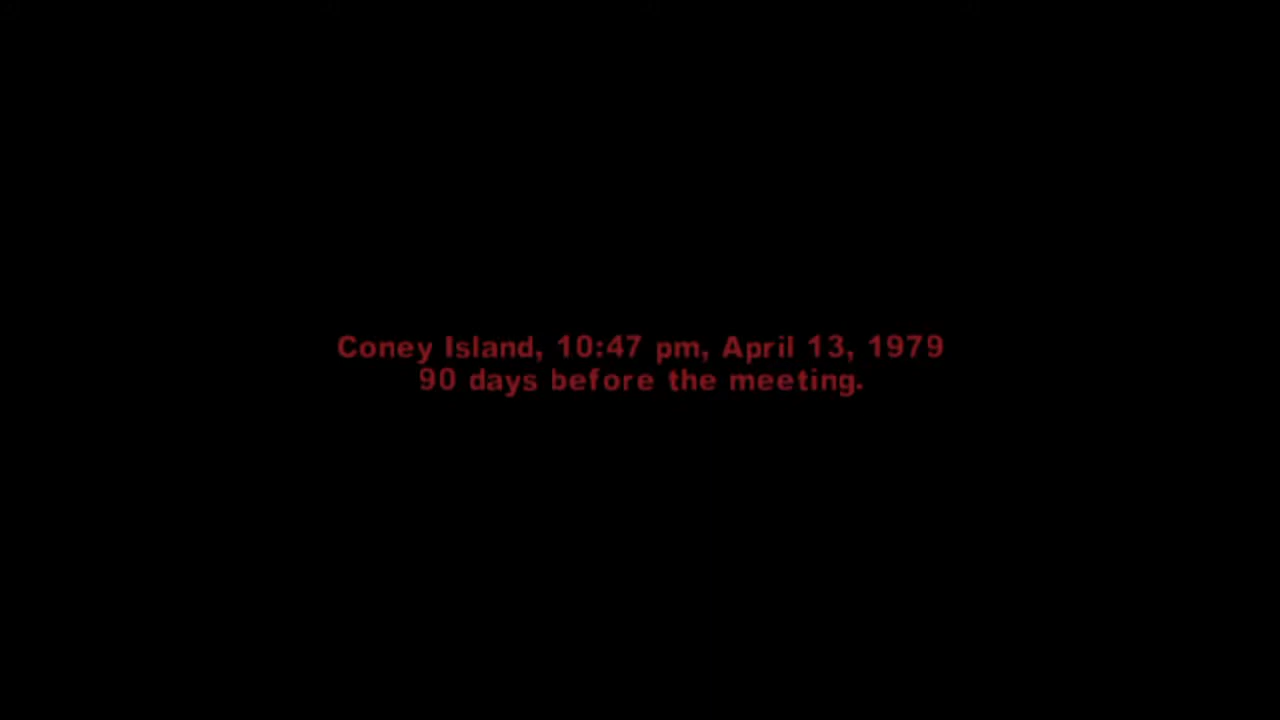 Coney Island, 10:47 pm, April 13, 1979
90 days before the meeting.